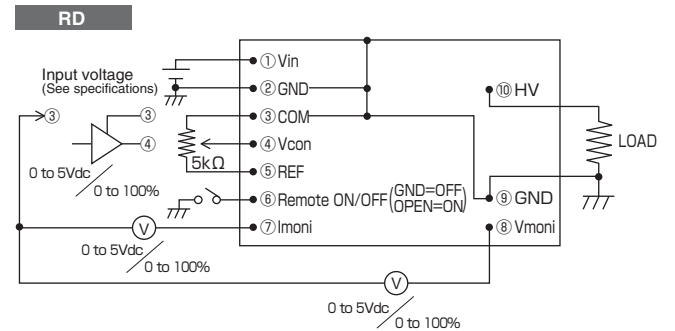 RD
Input voltage
(See specifications)
①Vin
②GND
③COM
④Vcon
⑤REF
⑥Remote ON/OFF(GND=OFF
OPEN=ON)
⑦Imoni
⑩HV
LOAD
⑨GND
⑧Vmoni
③
③
④
5kΩ
0 to 5Vdc
0 to 100%
V
0 to 5Vdc
0 to 100%
V
0 to 5Vdc
0 to 100%